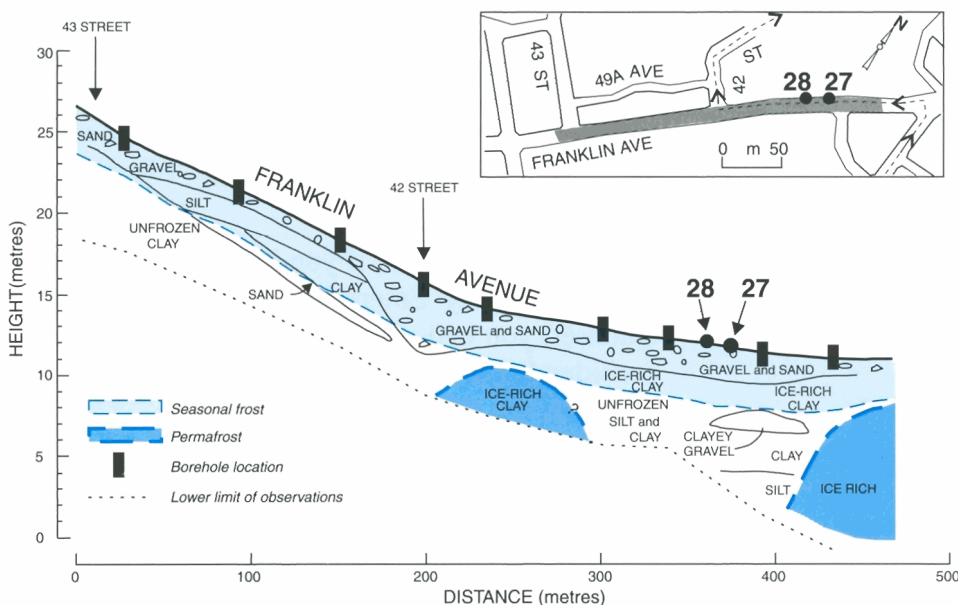 43 STREET
30
25
20
15
10
5
0
HEIGHT (metres)
SAND
GRAVEL
SILT
UNFROZEN
CLAY
SAND
CLAY
FRANKLIN
42 STREET
AVENUE
GRAVEL and SAND
28
27
GRAVEL and SAND
ICE-RICH
CLAY
ICE-RICH
CLAY
ICE-RICH
CLAY
?
UNFROZEN
SILT and
CLAY
CLAYEY
GRAVEL
CLAY
SILT
ICE RICH
Seasonal frost
Permafrost
Borehole location
Lower limit of observations
0
100
200
300
400
500
DISTANCE (metres)
43 ST
49A AVE
42
ST
28
27
N
FRANKLIN AVE
0 m 50